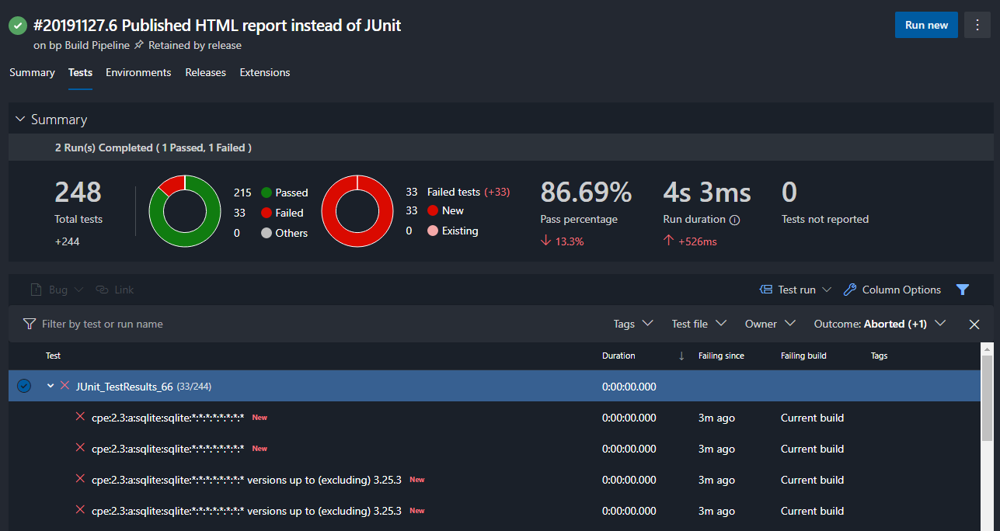 #20191127.6 Published HTML report instead of JUnit
on bp Build Pipeline Retained by release
Run new
Summary Tests Environments Releases Extensions
Summary
2 Run(s) Completed ( 1 Passed, 1 Failed )
248
Total tests
+244
215 Passed
33 Failed
0 Others
33 Failed tests (+33)
33 New
0 Existing
86.69%
Pass percentage
13.3%
4s 3ms
Run duration
+526ms
0
Tests not reported
Bug Link Test run Column Options
Filter by test or run name Tags Test file Owner Outcome: Aborted (+1)
Test Duration Failing since Failing build Tags
JUnit_TestResults_66 (33/244) 0:00:00.000
cpe:2.3:a:sqlite:sqlite:*:*:*:*:*:*:*:* New 0:00:00.000 3m ago Current build
cpe:2.3:a:sqlite:sqlite:*:*:*:*:*:*:*:* New 0:00:00.000 3m ago Current build
cpe:2.3:a:sqlite:sqlite:*:*:*:*:*:*:*:* versions up to (excluding) 3.25.3 New 0:00:00.000 3m ago Current build
cpe:2.3:a:sqlite:sqlite:*:*:*:*:*:*:*:* versions up to (excluding) 3.25.3 New 0:00:00.000 3m ago Current build